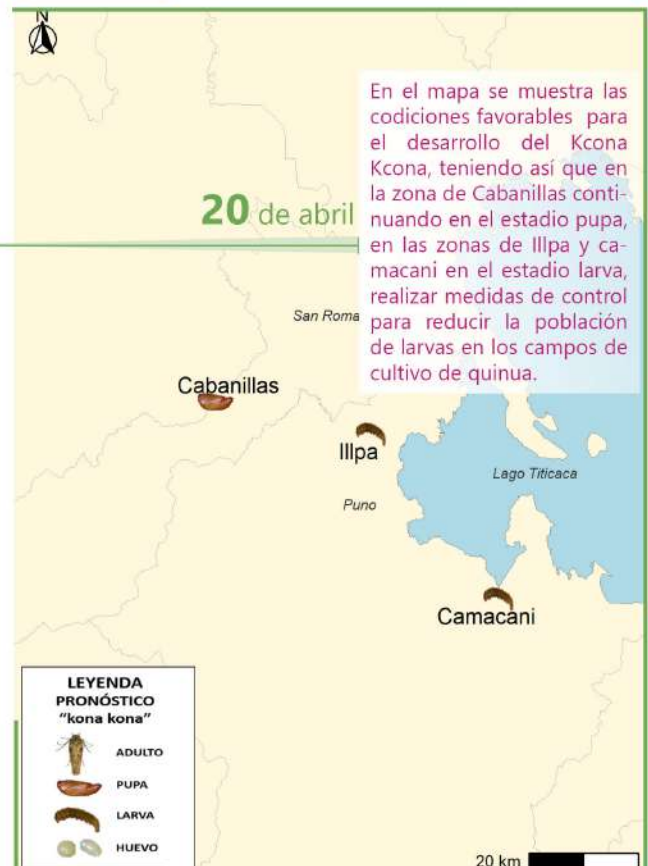 N
En el mapa se muestra las
codiciones favorables para
el desarrollo del Kcona
Kcona, teniendo así que en
la zona de Cabanillas conti-
nuando en el estadio pupa,
en las zonas de Illpa y ca-
macani en el estadio larva,
realizar medidas de control
para reducir la población
de larvas en los campos de
cultivo de quinua.
20 de abril
San Roma
Cabanillas
Illpa
Lago Titicaca
Puno
Camacani
LEYENDA
PRONÓSTICO
"kona kona"
ADULTO
PUPA
LARVA
HUEVO
20 km